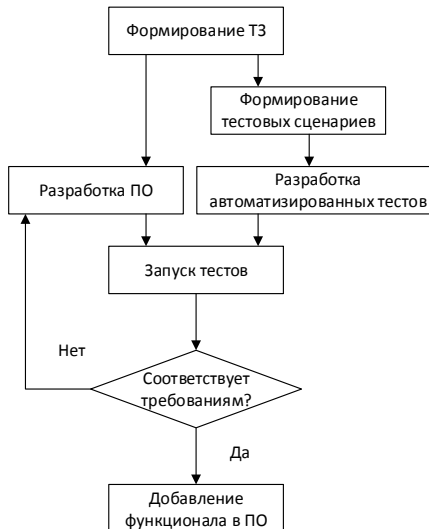 Формирование ТЗ
Формирование
тестовых сценариев
Разработка ПО
Разработка
автоматизированных тестов
Запуск тестов
Нет
Соответствует
требованиям?
Да
Добавление
функционала в ПО